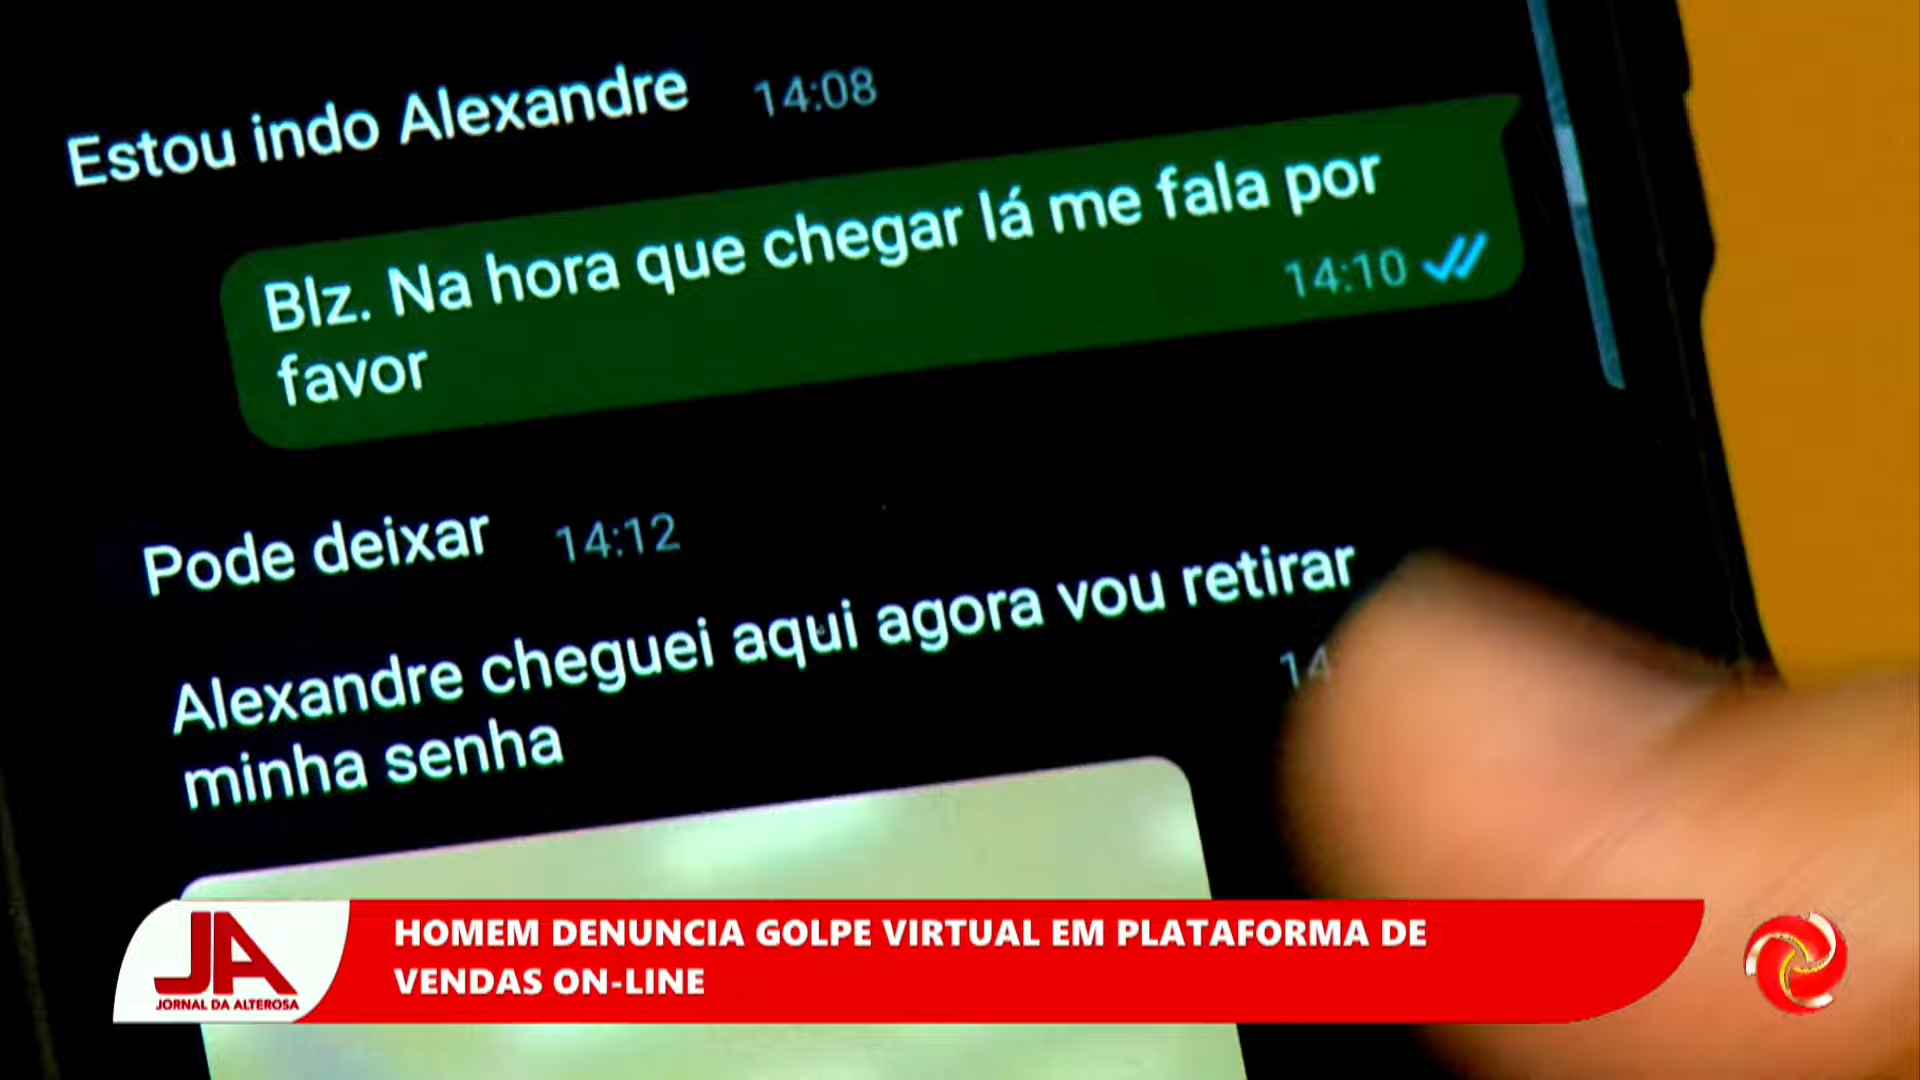 Estou indo Alexandre 14:08
Blz. Na hora que chegar lá me fala por
favor 14:10
Pode deixar 14:12
Alexandre cheguei aqui agora vou retirar
minha senha 14
JA
JORNAL DA ALTEROSA
HOMEM DENUNCIA GOLPE VIRTUAL EM PLATAFORMA DE
VENDAS ON-LINE